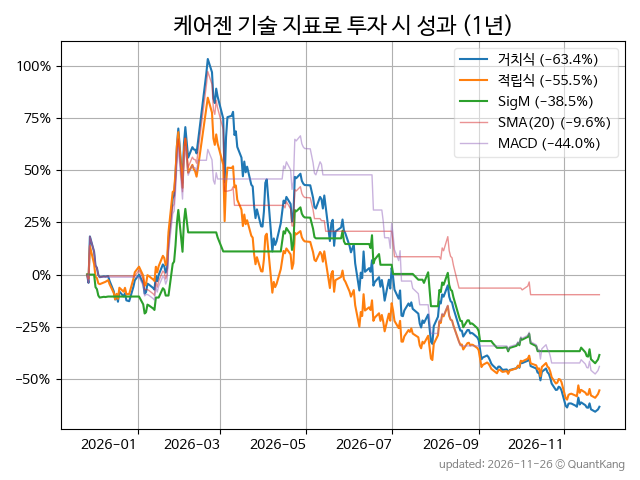 케어젠 기술 지표로 투자 시 성과 (1년)
거치식 (−63.4%)
적립식 (−55.5%)
SigM (−38.5%)
SMA(20) (−9.6%)
MACD (−44.0%)
100%
75%
50%
25%
0%
−25%
−50%
2026-01
2026-03
2026-05
2026-07
2026-09
2026-11
updated: 2026-11-26 © QuantKang